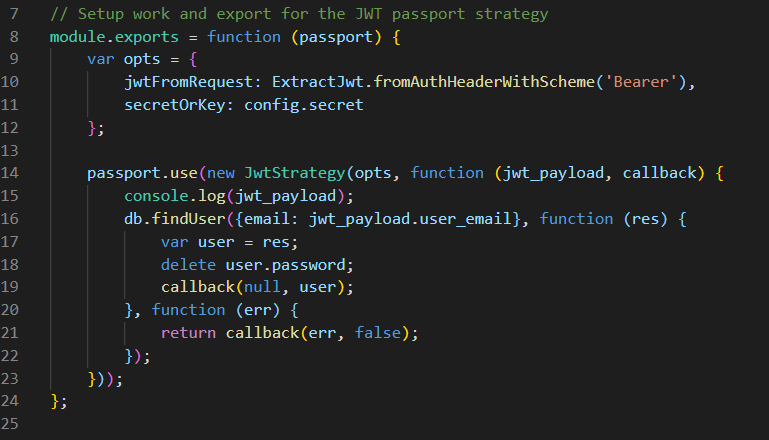 7 // Setup work and export for the JWT passport strategy
8 module.exports = function (passport) {
9     var opts = {
10         jwtFromRequest: ExtractJwt.fromAuthHeaderWithScheme('Bearer'),
11         secretOrKey: config.secret
12     };
13
14     passport.use(new JwtStrategy(opts, function (jwt_payload, callback) {
15         console.log(jwt_payload);
16         db.findUser({email: jwt_payload.user_email}, function (res) {
17             var user = res;
18             delete user.password;
19             callback(null, user);
20         }, function (err) {
21             return callback(err, false);
22         });
23     }));
24 };
25